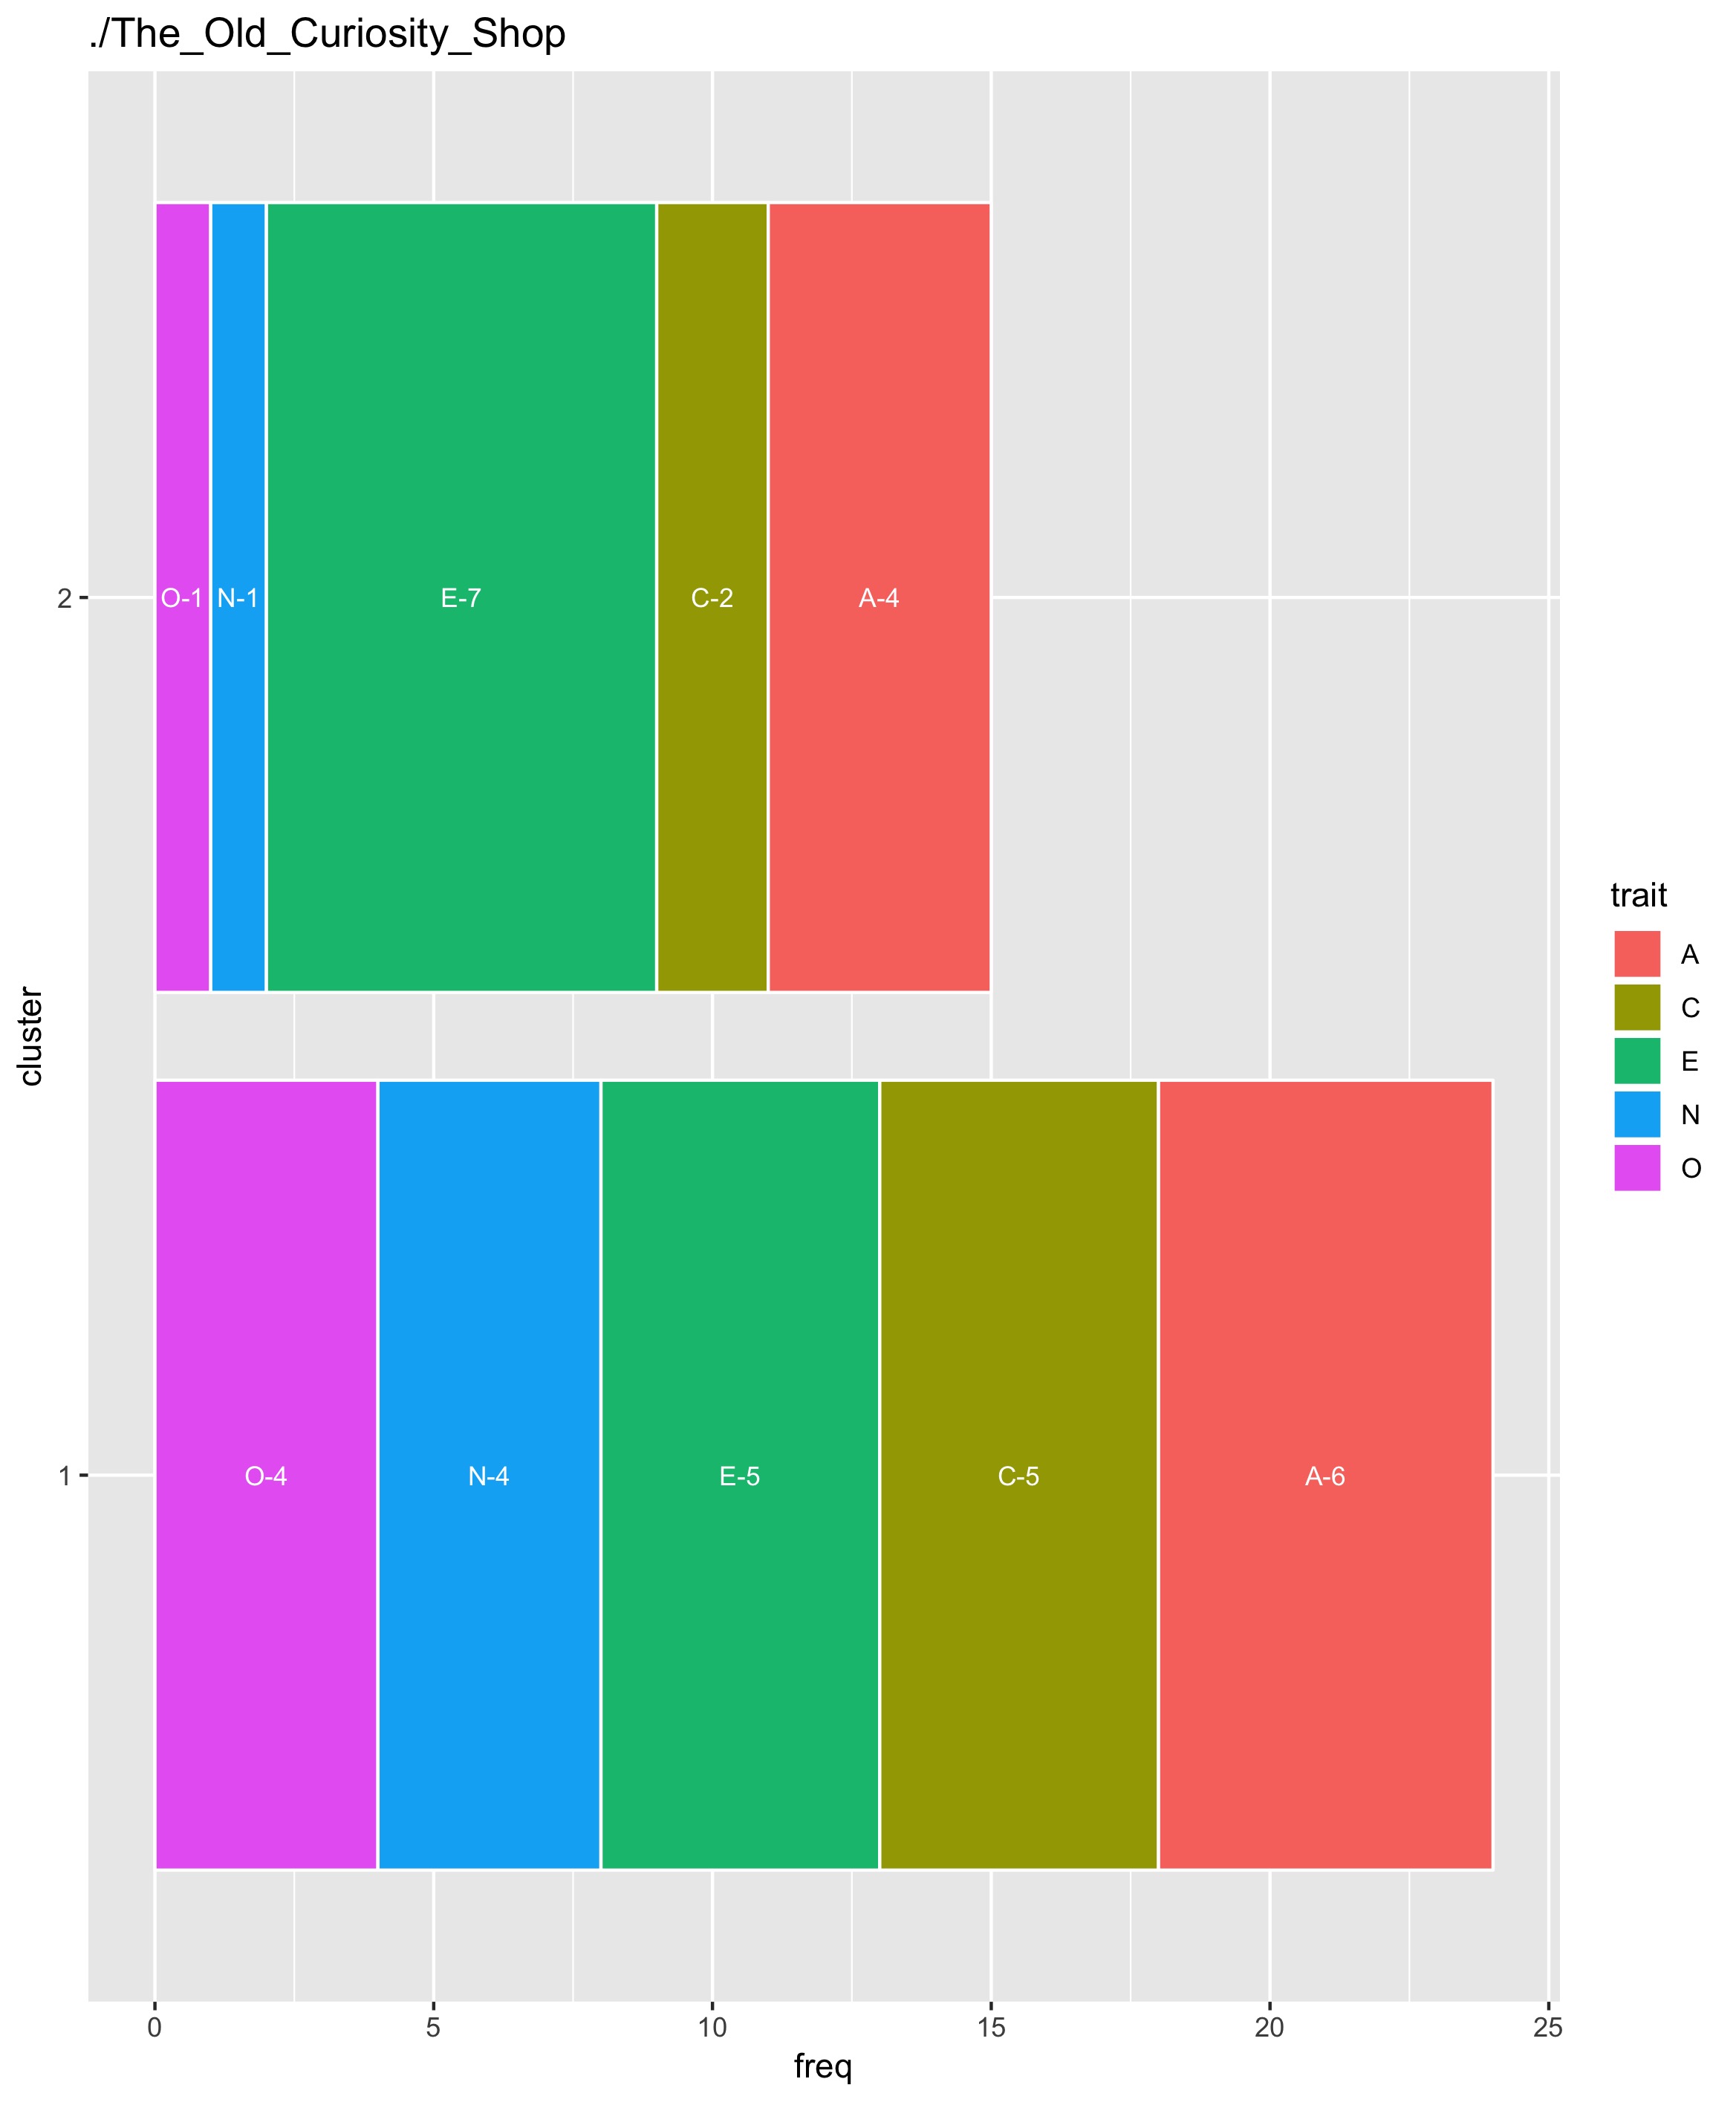 ./The_Old_Curiosity_Shop
2
O-1 N-1 E-7 C-2 A-4
cluster
1
O-4 N-4 E-5 C-5 A-6
0 5 10 15 20 25
freq
trait
A
C
E
N
O